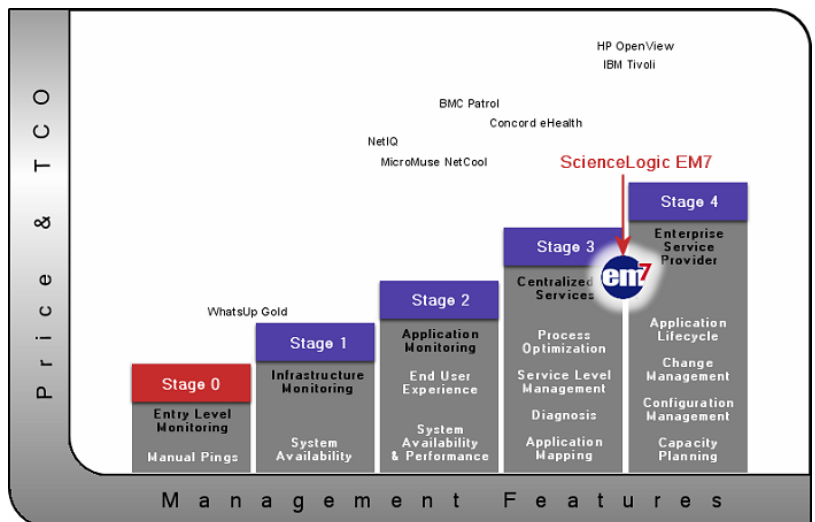 Price & TCO
HP OpenView
IBM Tivoli
BMC Patrol
Concord eHealth
NetIQ
MicroMuse NetCool
ScienceLogic EM7
WhatsUp Gold
Stage 0
Entry Level
Monitoring
Manual Pings
Stage 1
Infrastructure
Monitoring
System
Availability
Stage 2
Application
Monitoring
End User
Experience
System
Availability
& Performance
Stage 3
Centralized
Services
Process
Optimization
Service Level
Management
Diagnosis
Application
Mapping
em7
Stage 4
Enterprise
Service
Provider
Application
Lifecycle
Change
Management
Configuration
Management
Capacity
Planning
Management Features